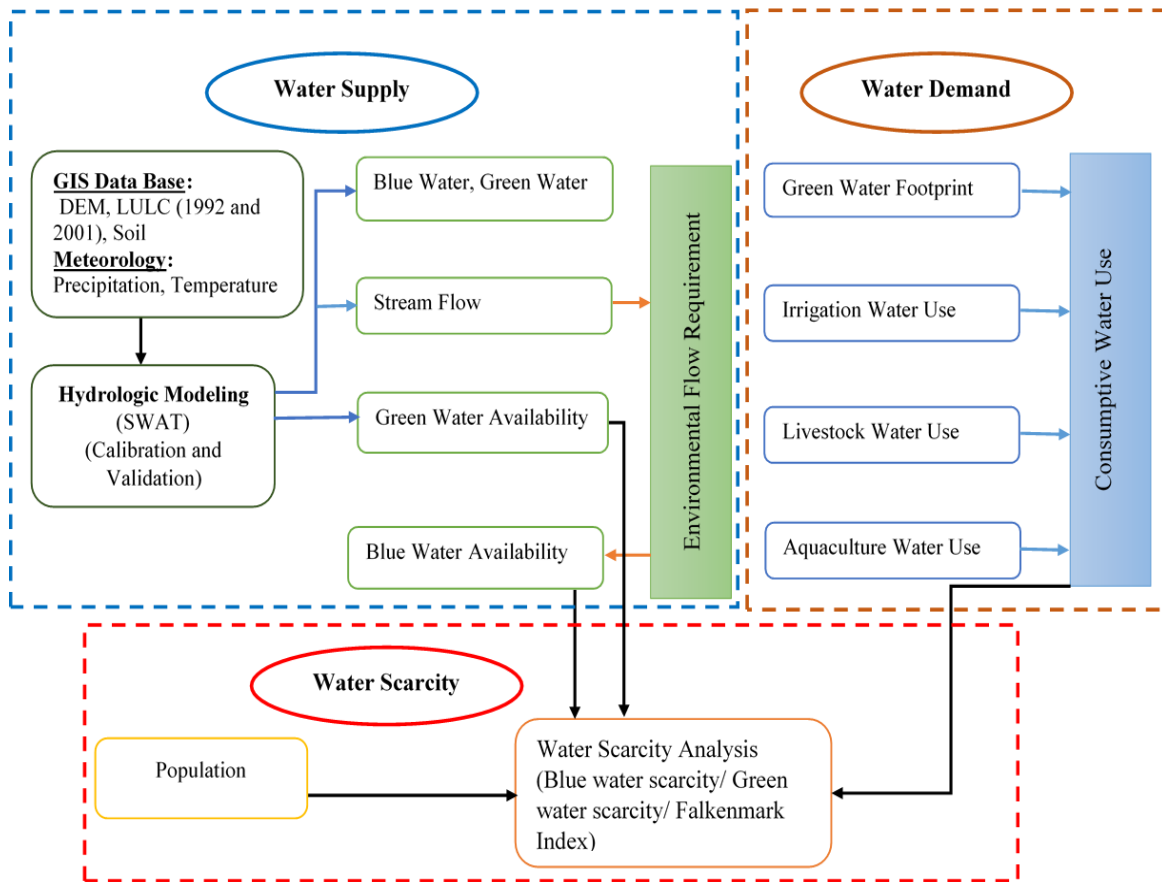 Water Supply
GIS Data Base:
DEM, LULC (1992 and
2001), Soil
Meteorology:
Precipitation, Temperature
Hydrologic Modeling
(SWAT)
(Calibration and
Validation)
Blue Water, Green Water
Stream Flow
Green Water Availability
Blue Water Availability
Environmental Flow Requirement
Water Demand
Green Water Footprint
Irrigation Water Use
Livestock Water Use
Aquaculture Water Use
Consumptive Water Use
Water Scarcity
Population
Water Scarcity Analysis
(Blue water scarcity/ Green
water scarcity/ Falkenmark
Index)